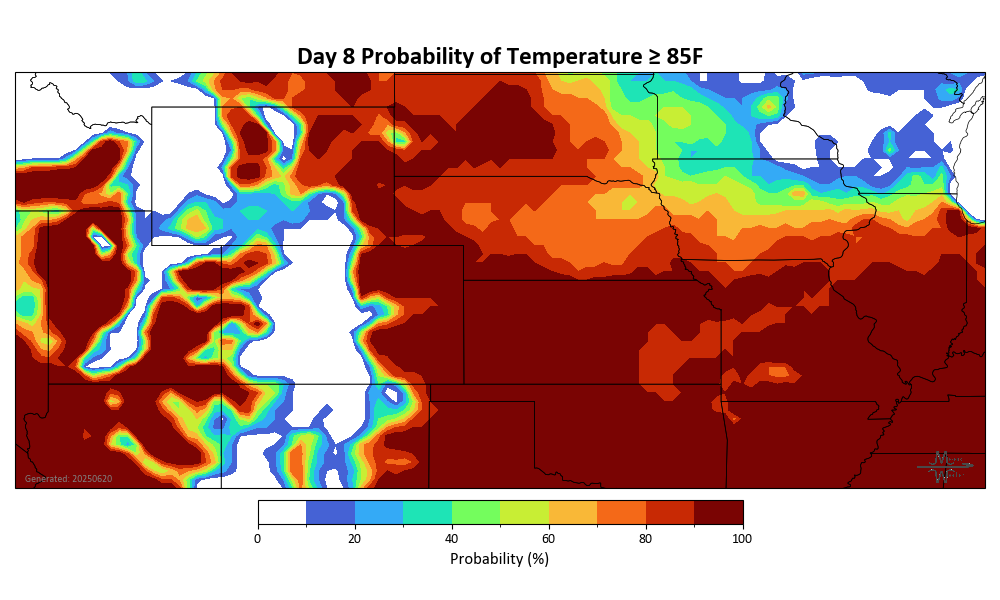 Day 8 Probability of Temperature ≥ 85F
Generated: 20250620
0 20 40 60 80 100
Probability (%)